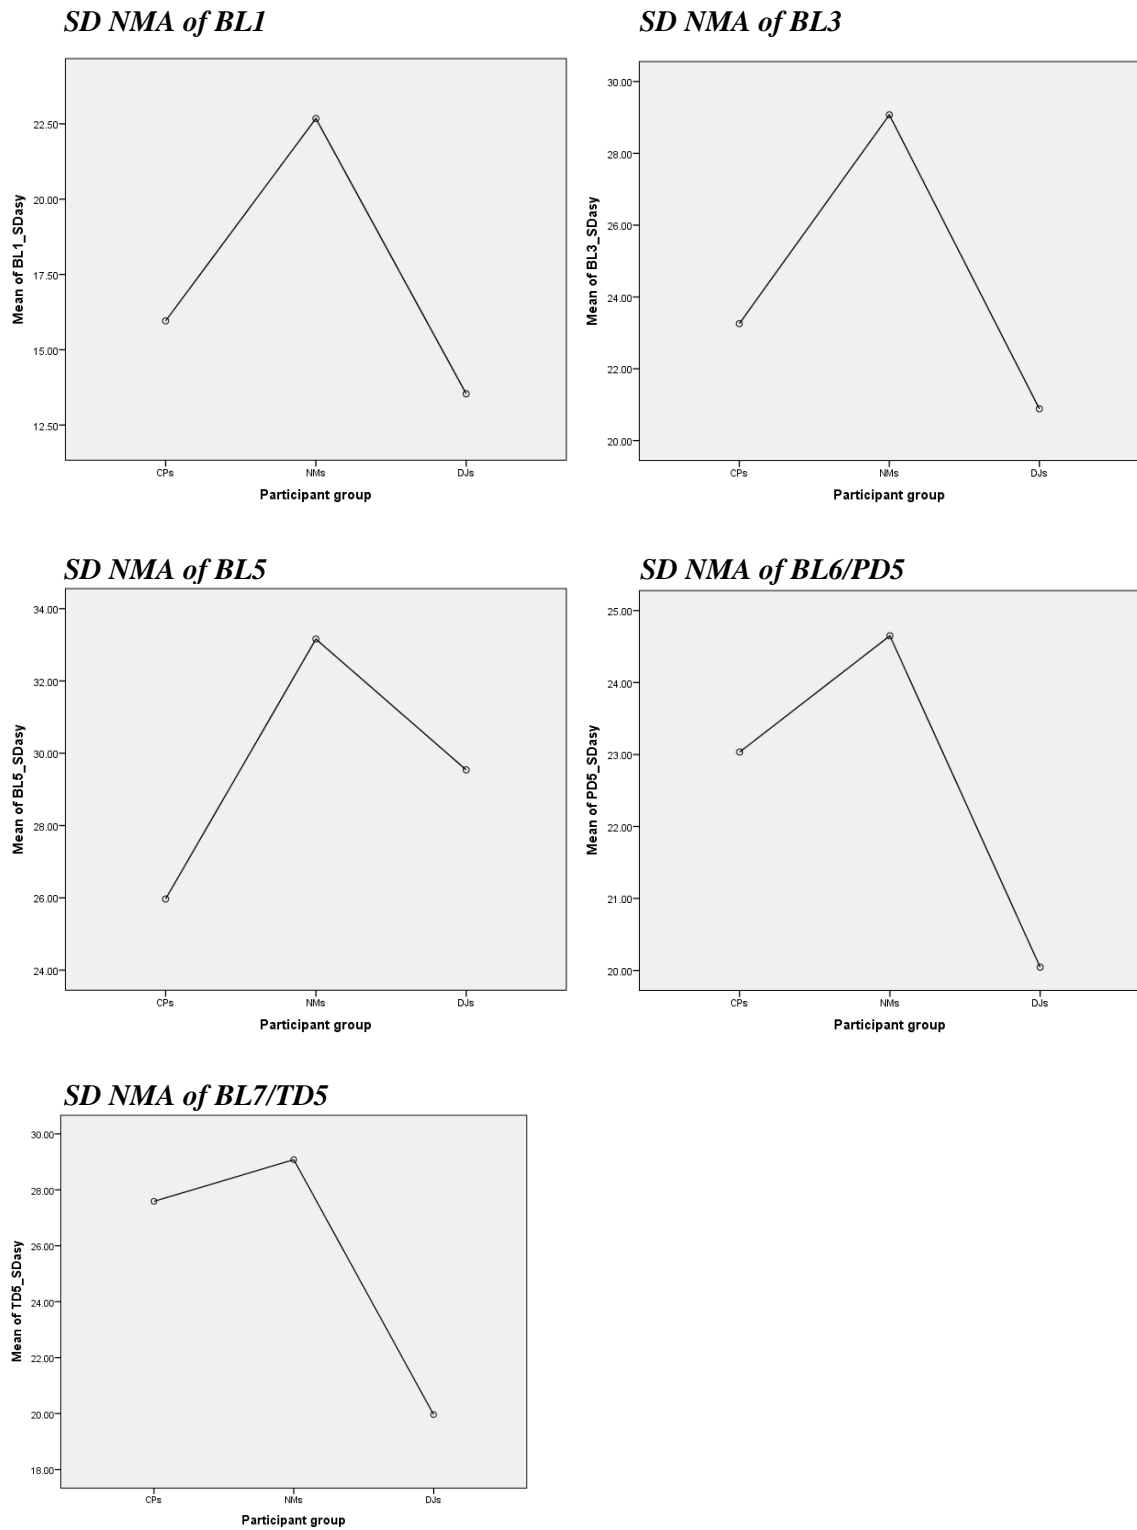 SD NMA of BL1
22.50
20.00
17.50
15.00
12.50
Mean of BL1_SDasy
CPs NMs DJs
Participant group
SD NMA of BL3
30.00
28.00
26.00
24.00
22.00
20.00
Mean of BL3_SDasy
CPs NMs DJs
Participant group
SD NMA of BL5
34.00
32.00
30.00
28.00
26.00
24.00
Mean of BL5_SDasy
CPs NMs DJs
Participant group
SD NMA of BL6/PD5
25.00
24.00
23.00
22.00
21.00
20.00
Mean of PD5_SDasy
CPs NMs DJs
Participant group
SD NMA of BL7/TD5
30.00
28.00
26.00
24.00
22.00
20.00
18.00
Mean of TD5_SDasy
CPs NMs DJs
Participant group